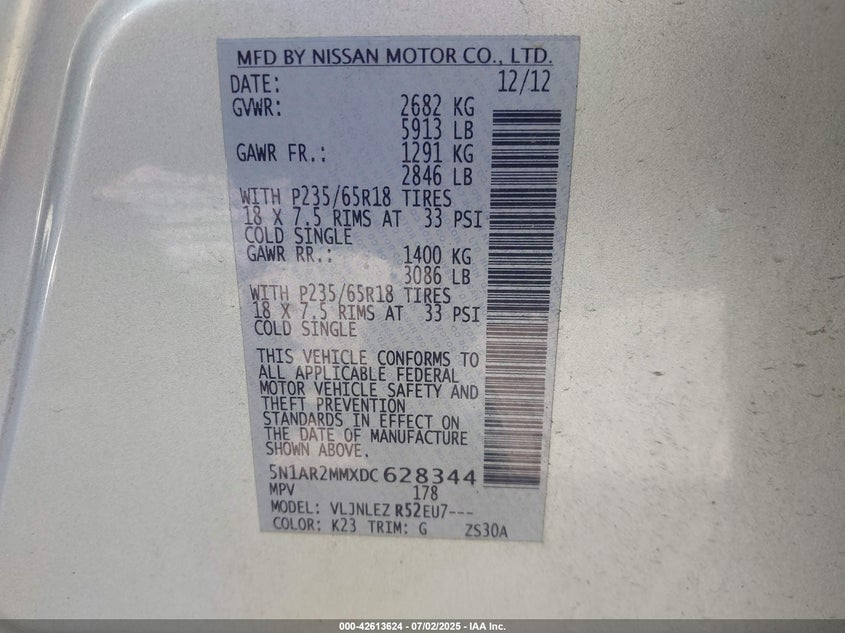 MFD BY NISSAN MOTOR CO., LTD.
DATE: 12/12
GVWR: 2682 KG
5913 LB
GAWR FR.: 1291 KG
2846 LB
WITH P235/65R18 TIRES
18 X 7.5 RIMS AT 33 PSI
COLD SINGLE
GAWR RR.: 1400 KG
3086 LB
WITH P235/65R18 TIRES
18 X 7.5 RIMS AT 33 PSI
COLD SINGLE
THIS VEHICLE CONFORMS TO
ALL APPLICABLE FEDERAL
MOTOR VEHICLE SAFETY AND
THEFT PREVENTION
STANDARDS IN EFFECT ON
THE DATE OF MANUFACTURE
SHOWN ABOVE.
5N1AR2MMXDC 628344
MPV 178
MODEL: VLJNLEZ R52EU7---
COLOR: K23 TRIM: G ZS30A
000-42613624 - 07/02/2025 - IAA Inc.